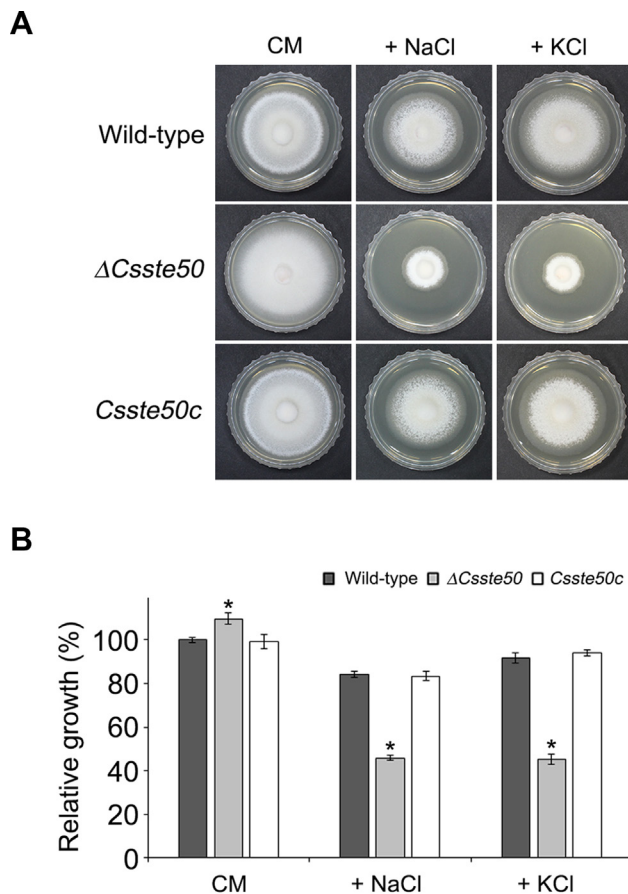 A
CM
+ NaCl
+ KCl
Wild-type
ΔCsste50
Csste50c
B
Wild-type ΔCsste50 Csste50c
Relative growth (%)
100
80
60
40
20
0
*
*
*
CM
+ NaCl
+ KCl